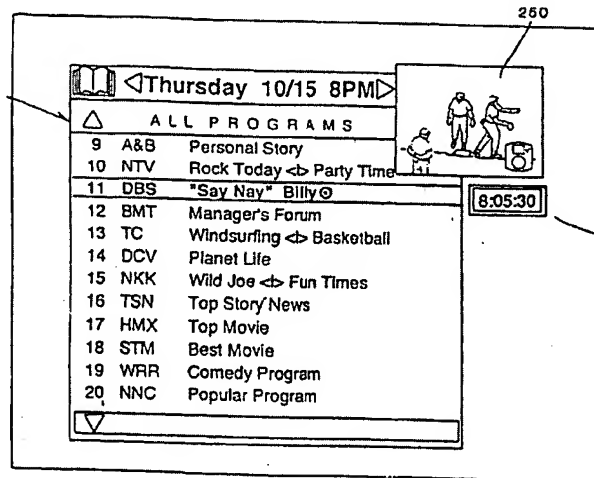 260
Thursday 10/15 8PM
ALL PROGRAMS
9 A&B Personal Story
10 NTV Rock Today <|> Party Time
11 DBS "Say Nay" Billy
12 BMT Manager's Forum
13 TC Windsurfing <|> Basketball
14 DCV Planet Life
15 NKK Wild Joe <|> Fun Times
16 TSN Top Story News
17 HMX Top Movie
18 STM Best Movie
19 WRR Comedy Program
20 NNC Popular Program
8:05:30